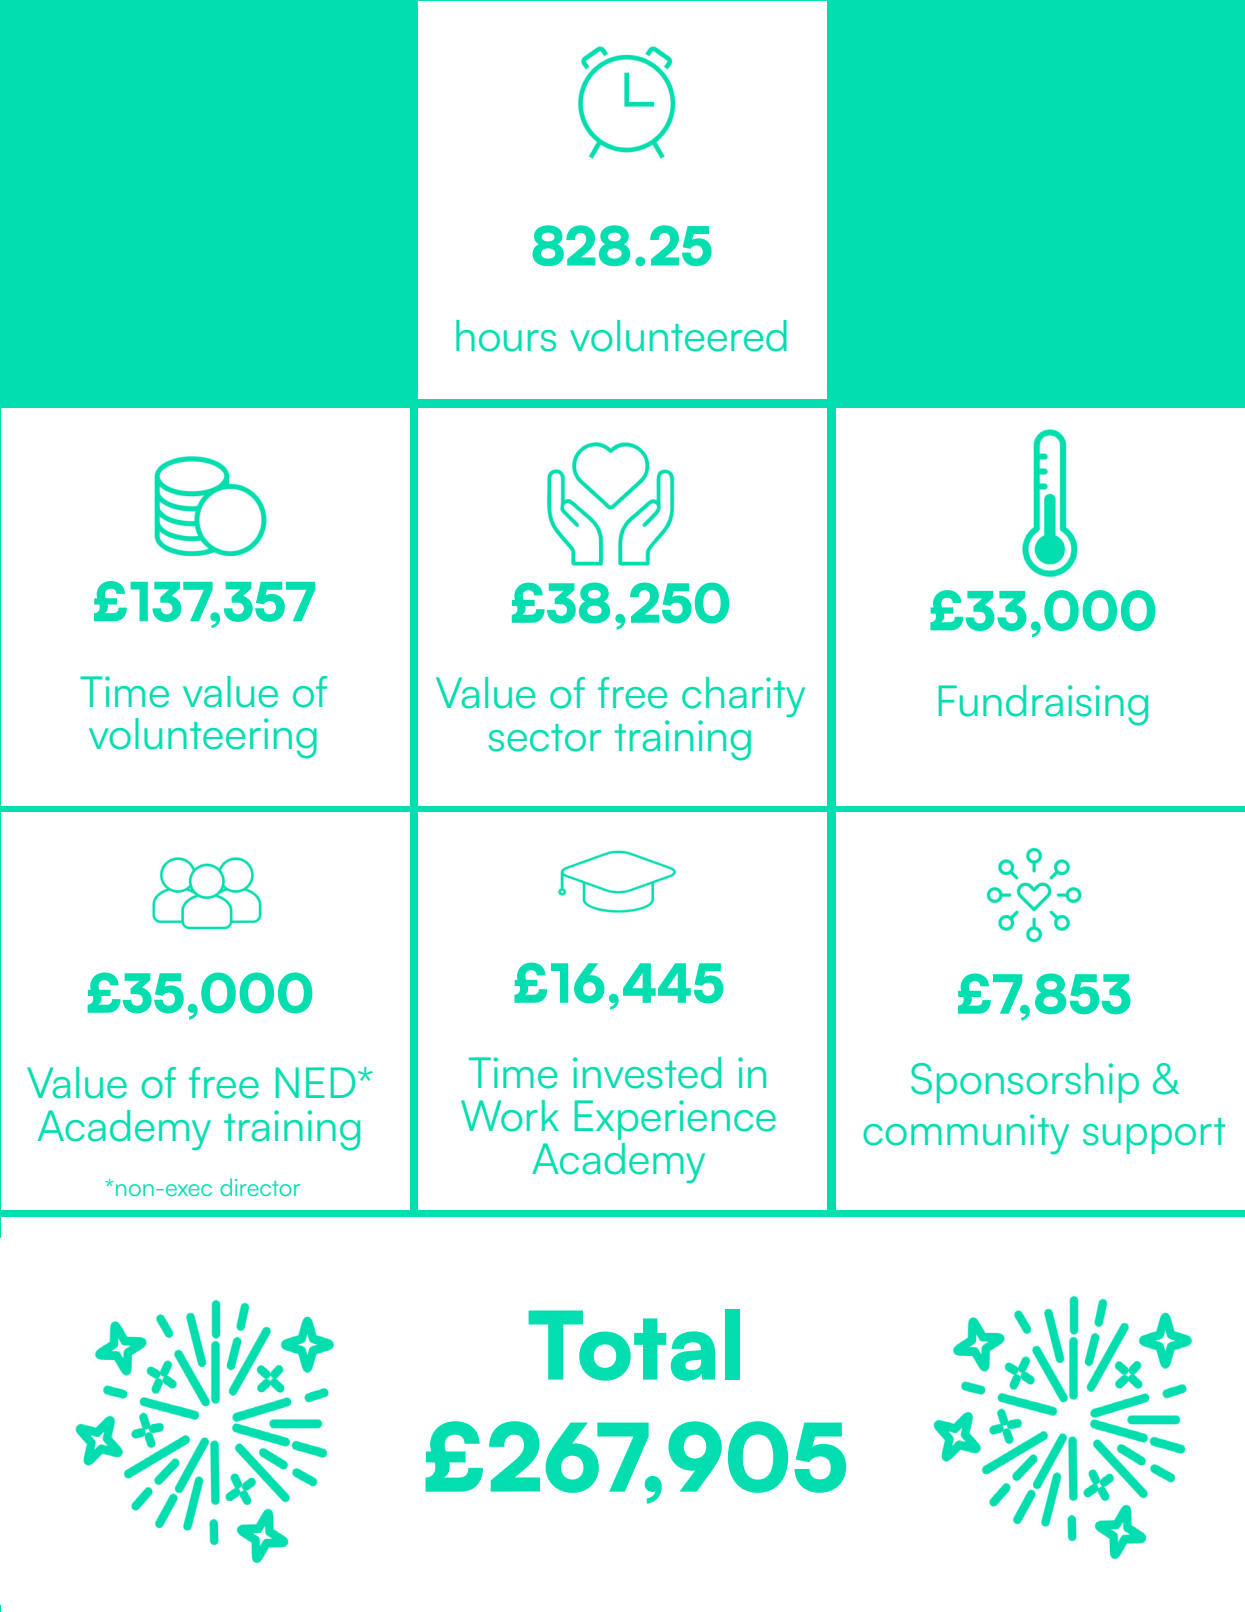 828.25
hours volunteered
£137,357
Time value of
volunteering
£38,250
Value of free charity
sector training
£33,000
Fundraising
£35,000
Value of free NED*
Academy training
*non-exec director
£16,445
Time invested in
Work Experience
Academy
£7,853
Sponsorship &
community support
Total
£267,905